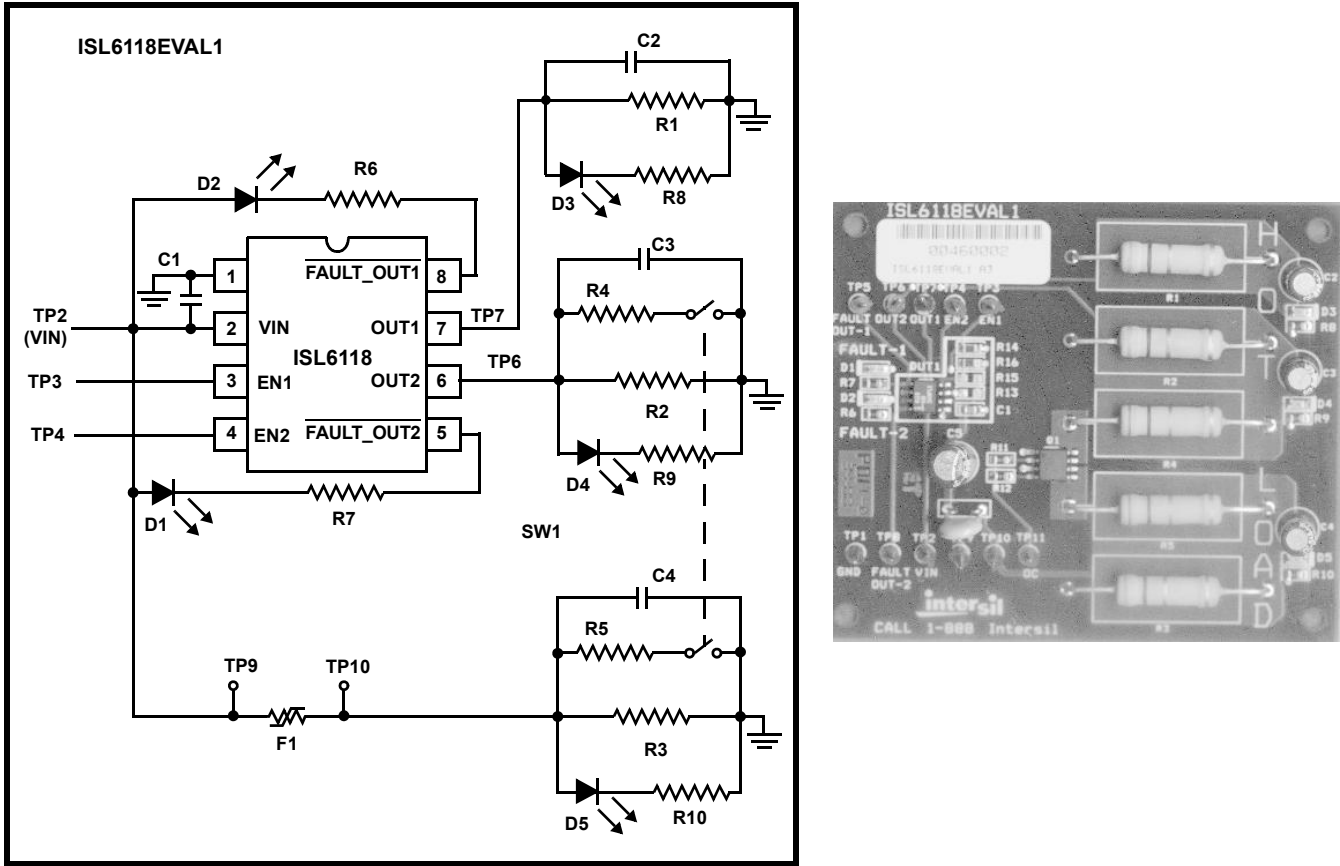 ISL6118EVAL1
C2
R1
D3
R8
D2
R6
C1
1
FAULT_OUT1
8
TP2
(VIN)
2
VIN
OUT1
7
TP7
ISL6118
TP3
3
EN1
OUT2
6
TP6
TP4
4
EN2
FAULT_OUT2
5
D1
R7
C3
R4
R2
D4
R9
SW1
C4
R5
R3
D5
R10
TP9
TP10
F1
ISL6118EVAL1
00460002
TP5
TP6
TP7
TP4
TP3
FAULT
OUT-1
OUT2
OUT1
EN2
EN1
FAULT-1
D1
R7
D2
R6
FAULT-2
DUT1
R14
R16
R15
R13
C1
C5
R11
R12
Q1
R1
R2
R4
R5
R3
H
O
T
L
O
A
D
C2
D3
R8
C3
D4
R9
C4
D5
R10
TP1
TP8
TP2
TP10
TP11
GND
FAULT
OUT-2
VIN
OC
intersil
CALL 1-888 Intersil